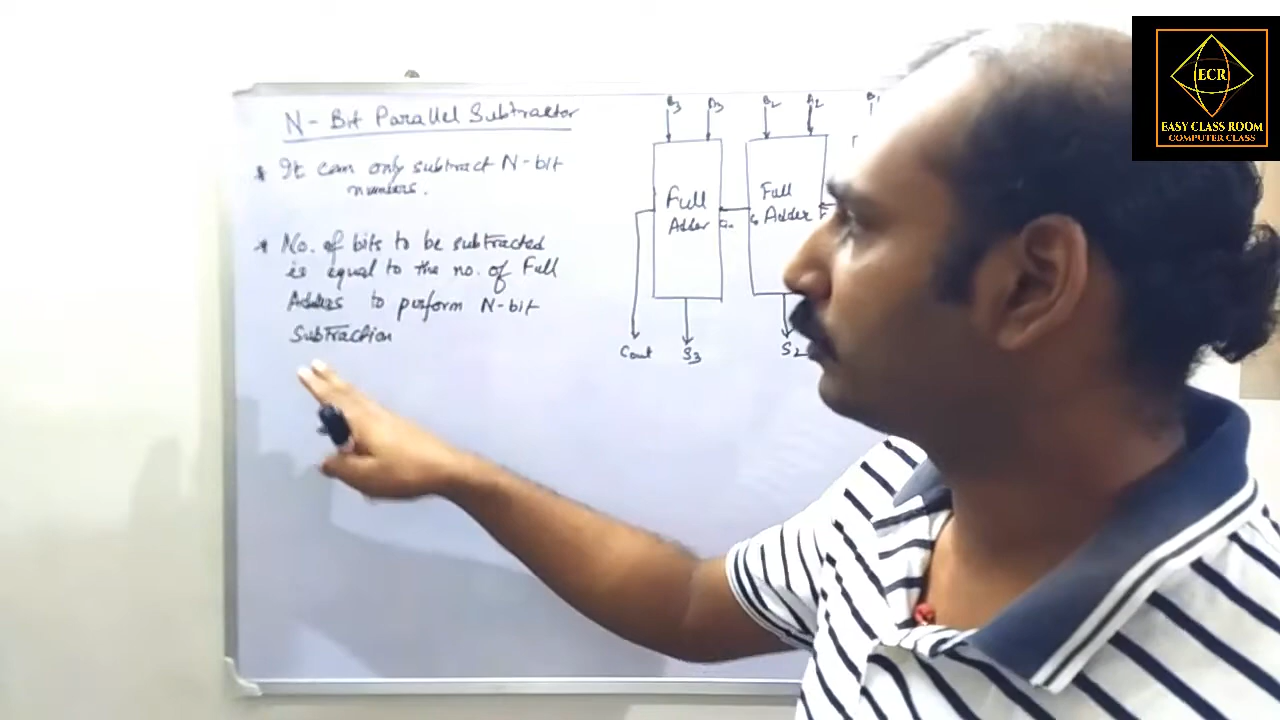 N-Bit Parallel Subtractor
* It can only subtract N-bit
numers.
* No. of bits to be subtracted
is equal to the no. of Full
Adders to perform N-bit
Subtraction
B3
B2
A2
B1
Full
Adder
Full
Adder
Cout
S3
S2
ECR
EASY CLASS ROOM
COMPUTER CLASS